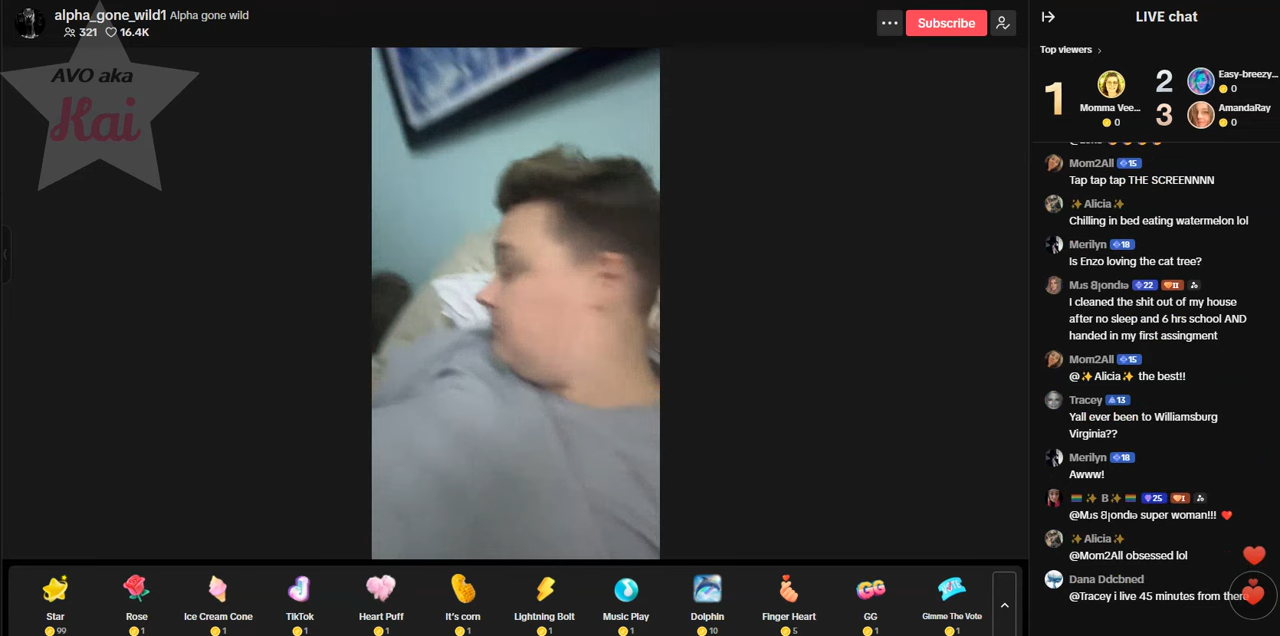 alpha_gone_wild1 Alpha gone wild
321 16.4K
Subscribe
AVO aka
Kai
LIVE chat
Top viewers
1
Momma Vee...
0
2
Easy-breezy...
0
3
AmandaRay
0
Mom2All 15
Tap tap tap THE SCREENNNN
✨Alicia✨
Chilling in bed eating watermelon lol
Merilyn 18
Is Enzo loving the cat tree?
22 II
I cleaned the shit out of my house
after no sleep and 6 hrs school AND
handed in my first assingment
Mom2All 15
@✨Alicia✨ the best!!
Tracey 13
Yall ever been to Williamsburg
Virginia??
Merilyn 18
Awww!
🏳️‍🌈✨B✨🏳️‍🌈 25 I
super woman!!! ❤️
✨Alicia✨
@Mom2All obsessed lol
Dana Ddcbned
@Tracey i live 45 minutes from there
Star
99
Rose
1
Ice Cream Cone
1
TikTok
1
Heart Puff
1
It's corn
1
Lightning Bolt
1
Music Play
1
Dolphin
10
Finger Heart
5
GG
GG
1
Gimme The Vote
1